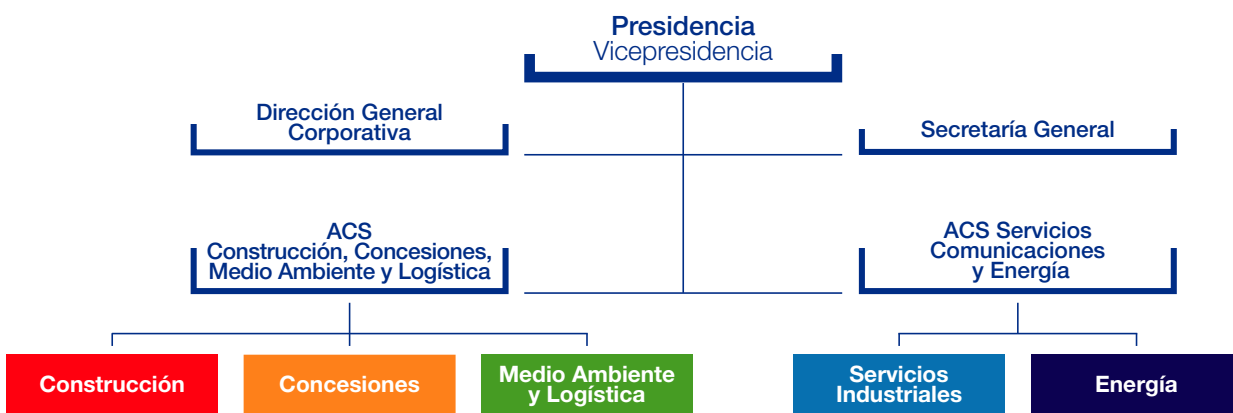 Presidencia
Vicepresidencia
Dirección General
Corporativa
Secretaría General
ACS
Construcción, Concesiones,
Medio Ambiente y Logística
ACS Servicios
Comunicaciones
y Energía
Construcción
Concesiones
Medio Ambiente
y Logística
Servicios
Industriales
Energía